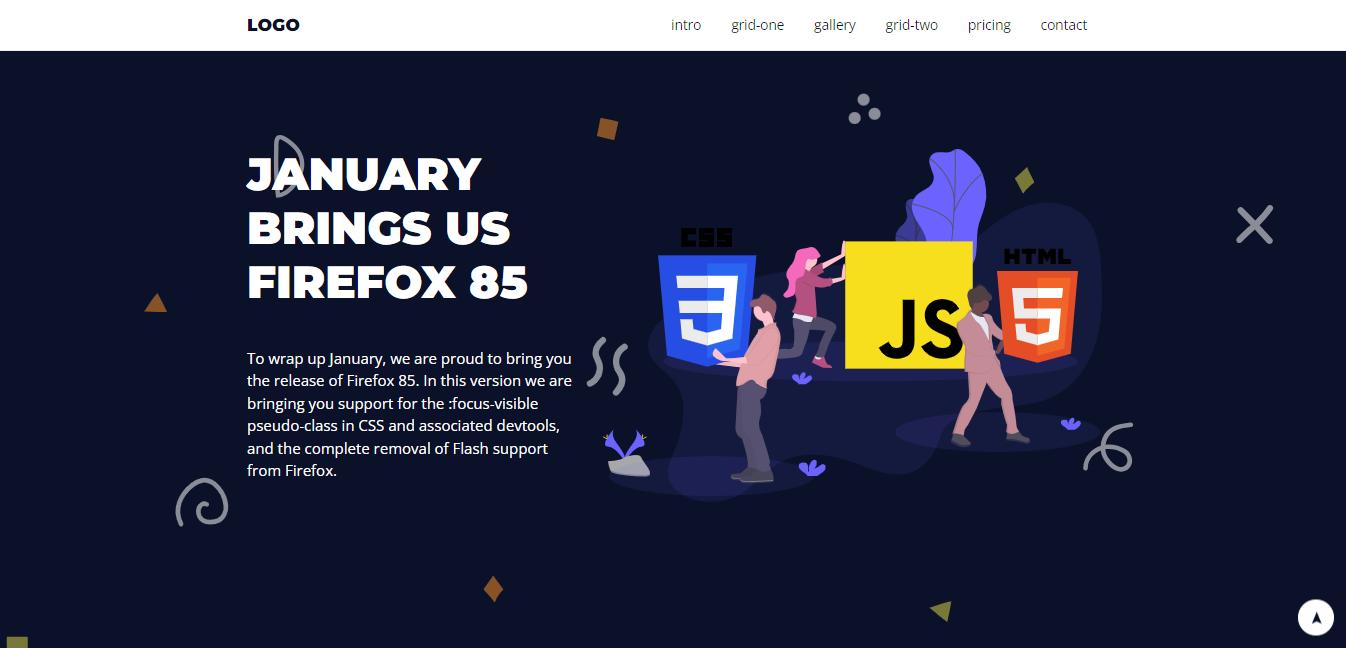 LOGO
intro grid-one gallery grid-two pricing contact
JANUARY
BRINGS US
FIREFOX 85
To wrap up January, we are proud to bring you
the release of Firefox 85. In this version we are
bringing you support for the :focus-visible
pseudo-class in CSS and associated devtools,
and the complete removal of Flash support
from Firefox.
CSS
3
JS
HTML
5